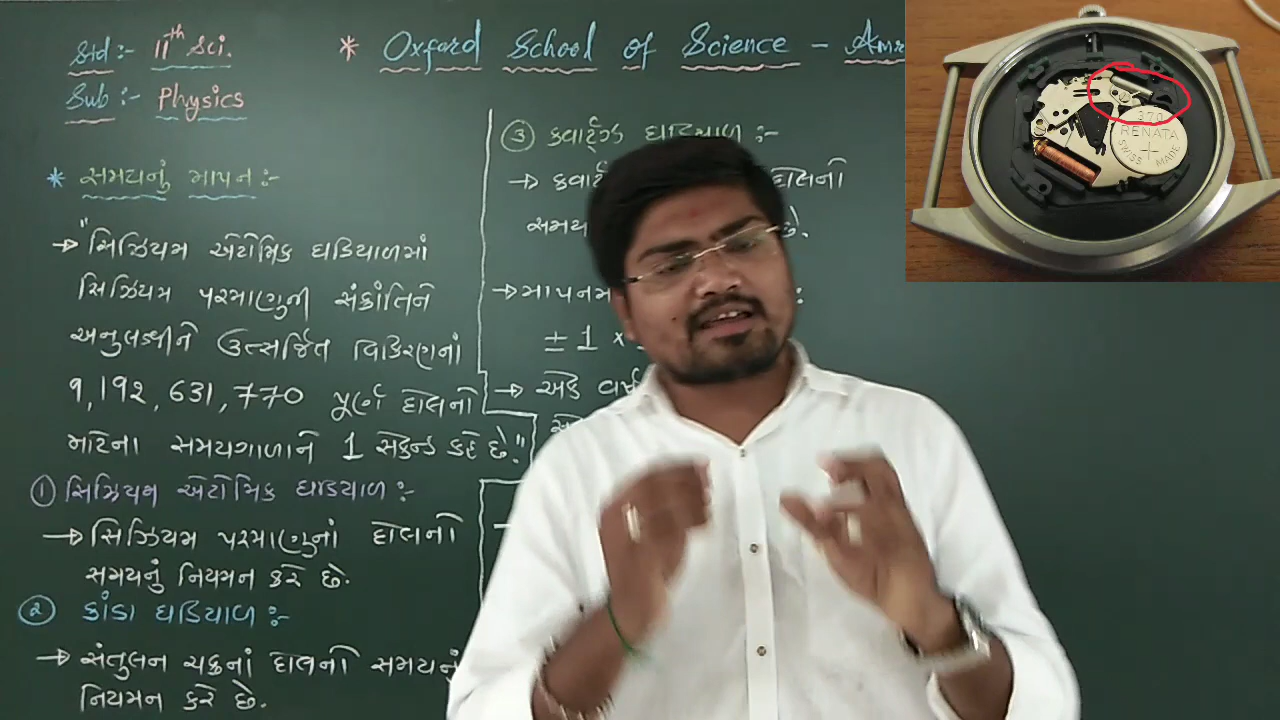 Std :- 11th Sci.
Sub :- Physics
* Oxford School of Science - Amr
* સમયનું માપન :-
→ "સિઝિયમ એટોમિક ઘડિયાળમાં
સિઝિયમ પરમાણુની સંક્રાંતિને
અનુલક્ષીને ઉત્સર્જિત વિકિરણનાં
9,192,631,770 પૂર્ણ દોલનો
માટેના સમયગાળાને 1 સેકન્ડ કહે છે."
① સિઝિયમ એટોમિક ઘડિયાળ :-
→ સિઝિયમ પરમાણુનાં દોલનો
સમયનું નિયમન કરે છે.
② કાંડા ઘડિયાળ :-
→ સંતુલન ચક્રનાં દોલનો સમયનું
નિયમન કરે છે.
③ ક્વાર્ટઝ ઘડિયાળ :-
→ ક્વાર્ટ દોલનો
સમય છે.
→ માપનમ :
± 1 ×
→ એક વર્ષ
370
RENATA
SWISS + MADE